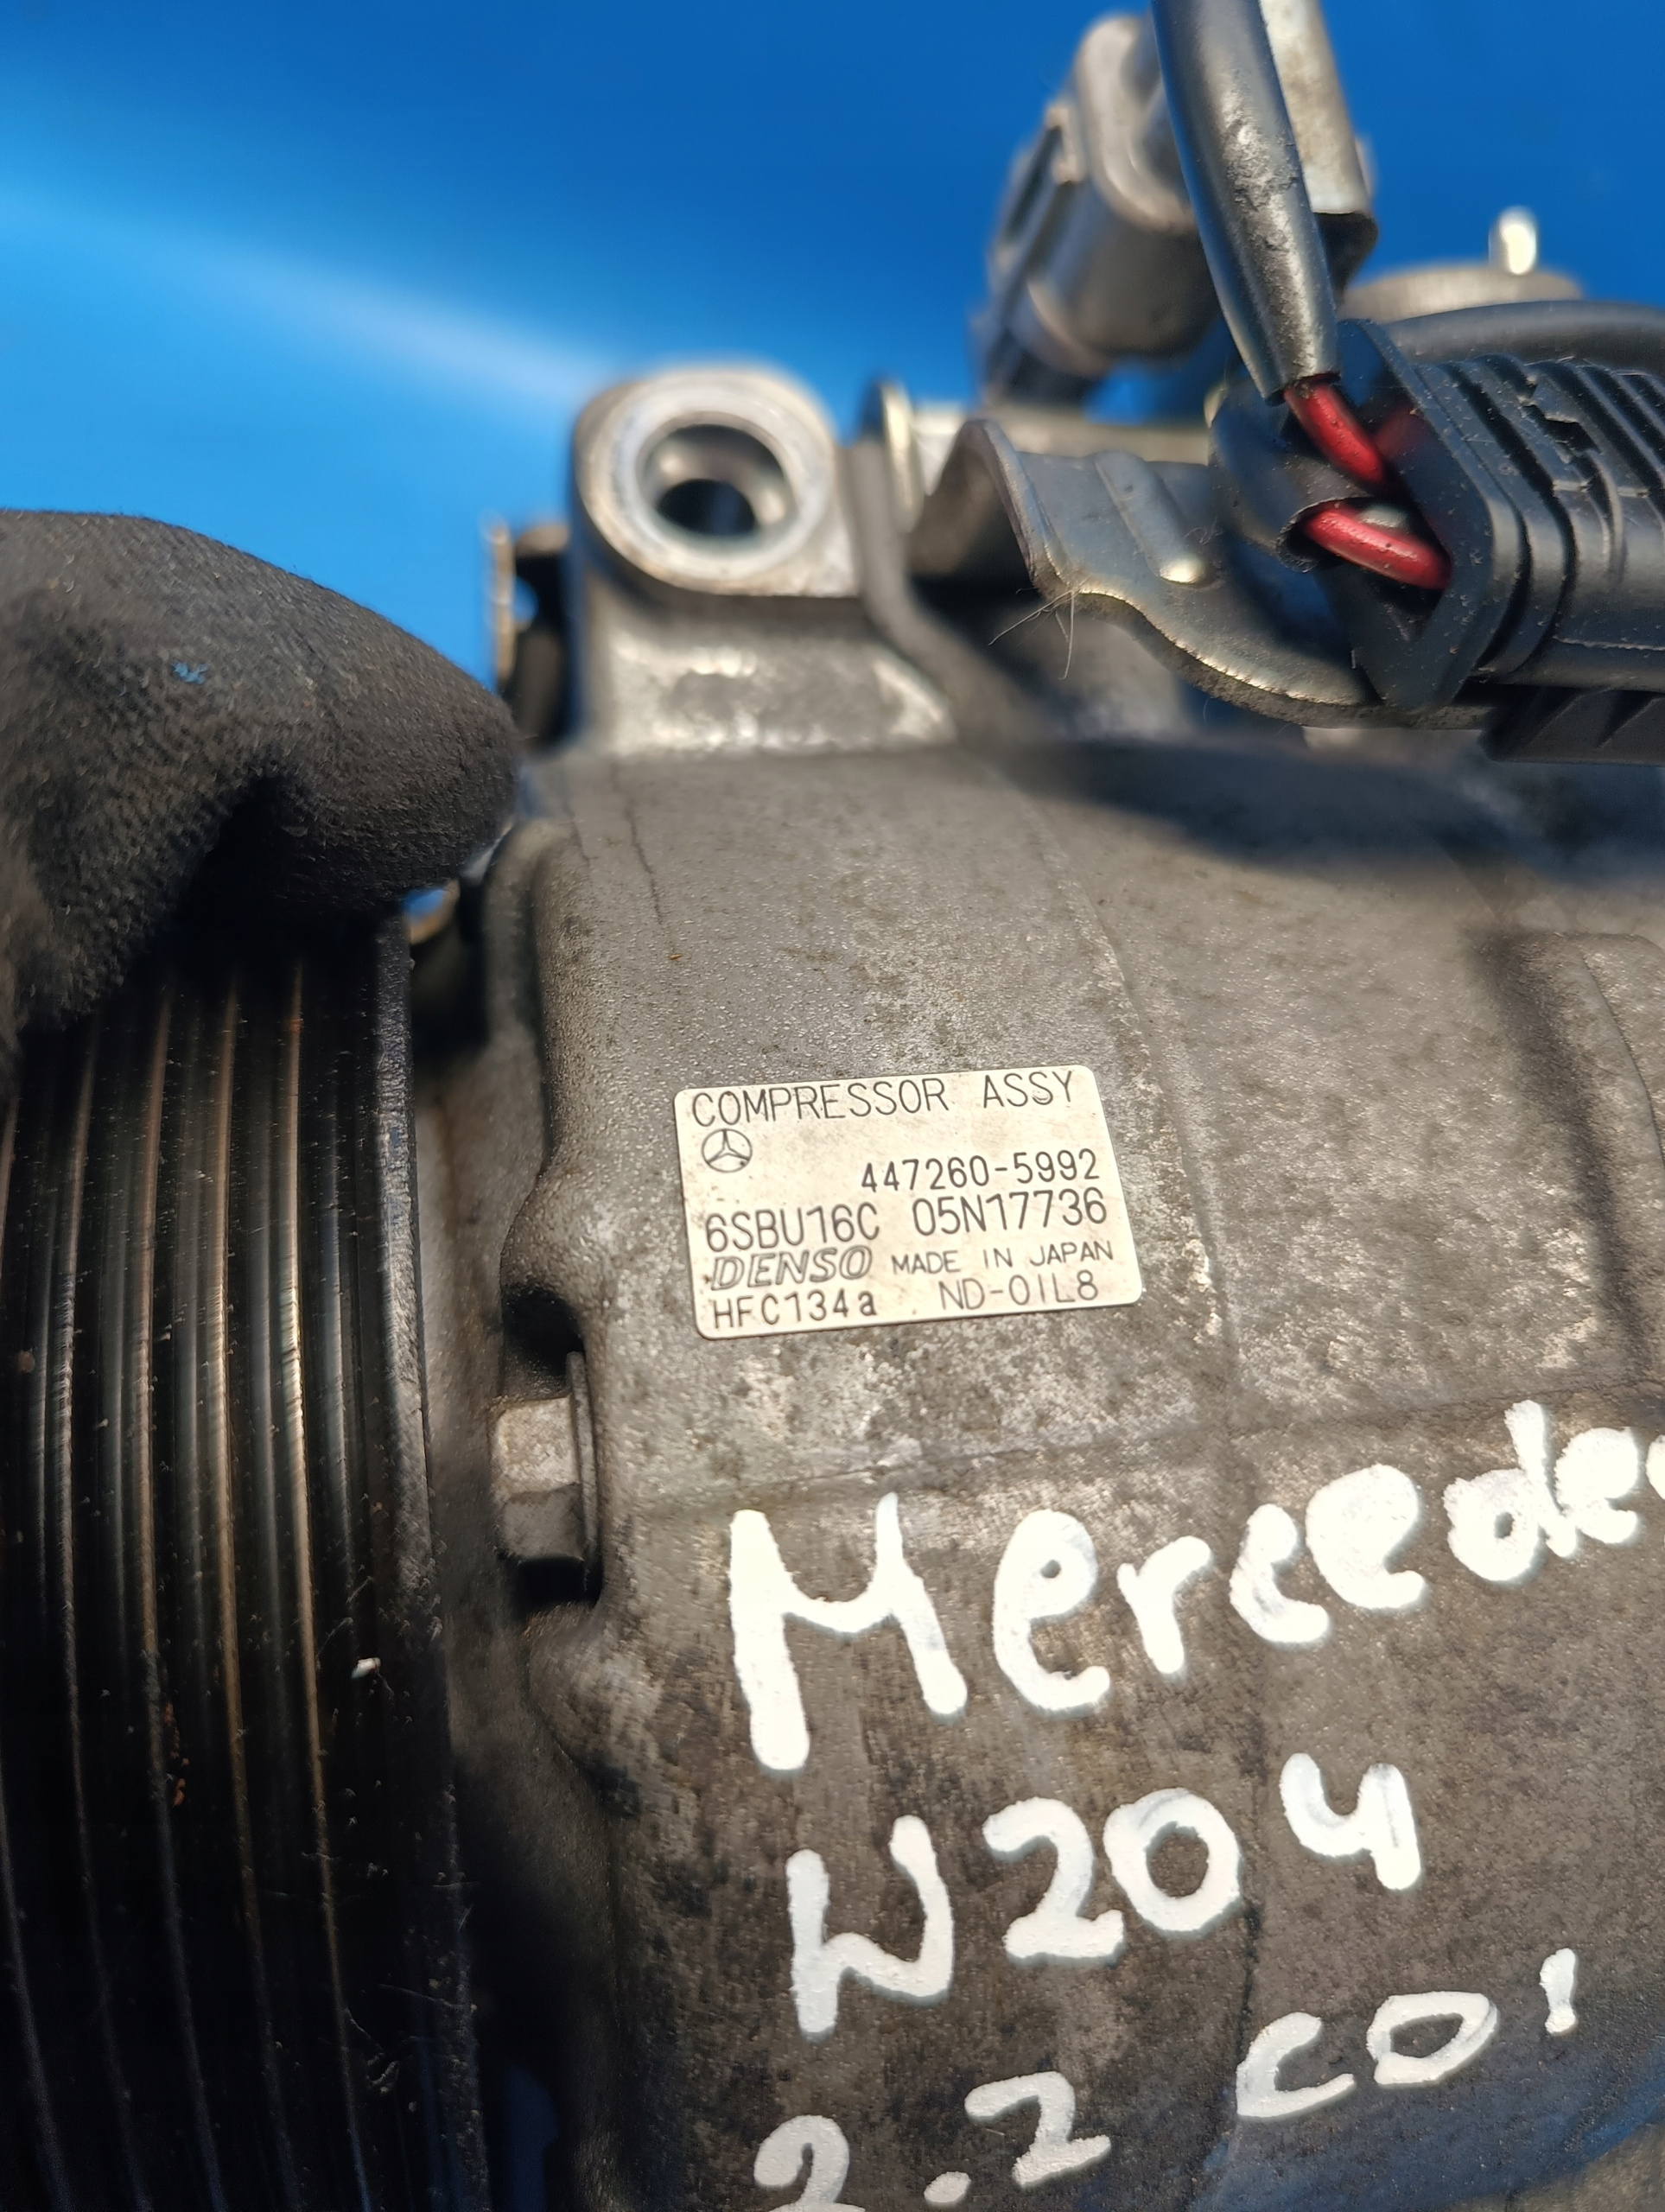 COMPRESSOR ASSY
447260-5992
6SBU16C 05N17736
DENSO MADE IN JAPAN
HFC134a ND-OIL8
Mercedes
W204
2.2 CDI